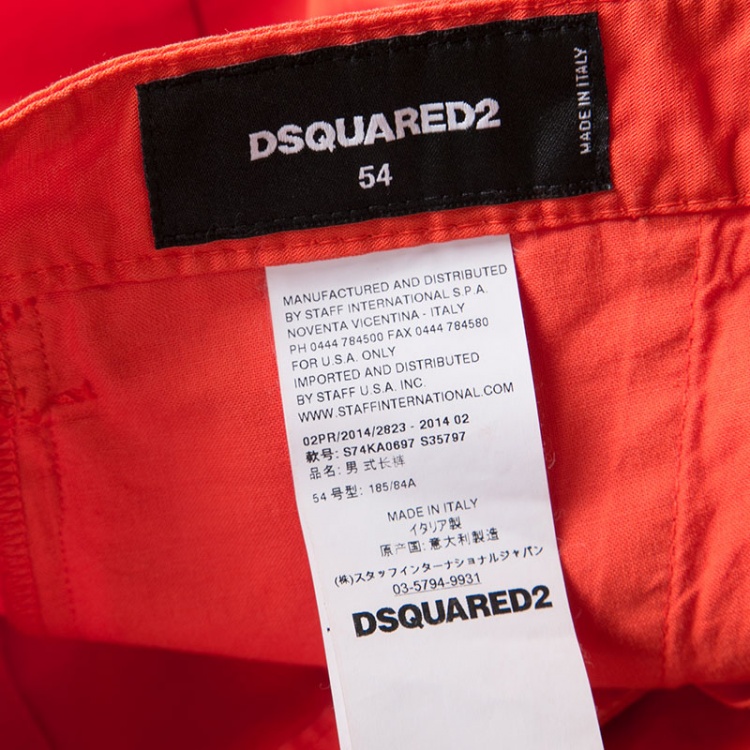 DSQUARED2
54
MADE IN ITALY
MANUFACTURED AND DISTRIBUTED
BY STAFF INTERNATIONAL S.P.A.
NOVENTA VICENTINA - ITALY
PH 0444 784500 FAX 0444 784580
FOR U.S.A. ONLY
IMPORTED AND DISTRIBUTED
BY STAFF U.S.A. INC.
WWW.STAFFINTERNATIONAL.COM
02PR/2014/2823 - 2014 02
款号: S74KA0697 S35797
品名: 男式长裤
54 号型: 185/84A
MADE IN ITALY
イタリア製
原产国: 意大利製造
(株)スタッフインターナショナルジャパン
03-5794-9931
DSQUARED2